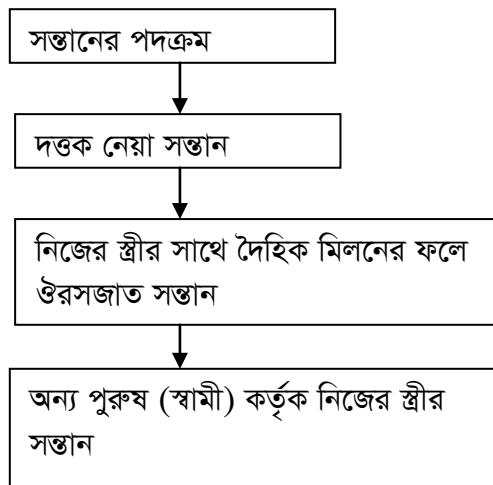 সন্তানের পদক্রম
দত্তক নেয়া সন্তান
নিজের স্ত্রীর সাথে দৈহিক মিলনের ফলে
ঔরসজাত সন্তান
অন্য পুরুষ (স্বামী) কর্তৃক নিজের স্ত্রীর
সন্তান